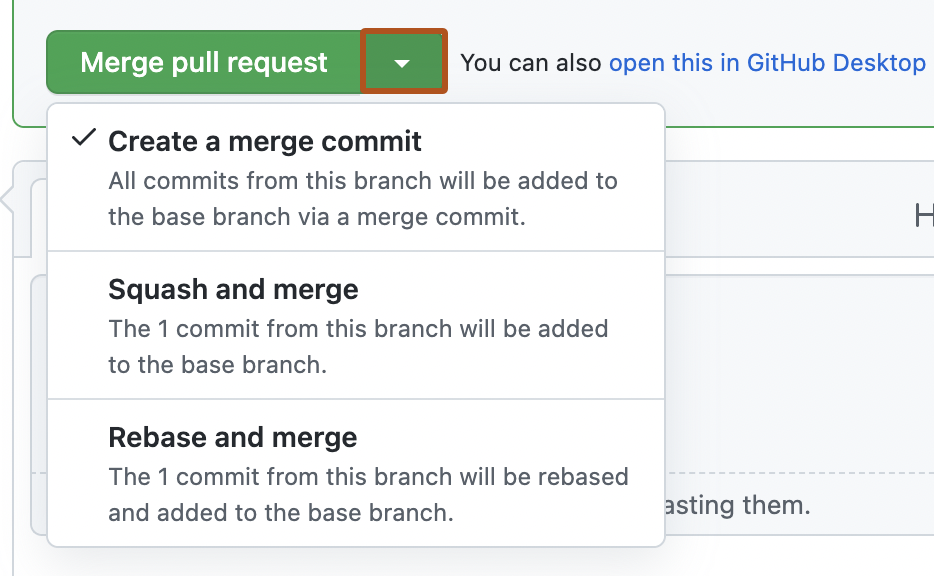 Merge pull request
You can also open this in GitHub Desktop
Create a merge commit
All commits from this branch will be added to
the base branch via a merge commit.
H
Squash and merge
The 1 commit from this branch will be added
to the base branch.
Rebase and merge
The 1 commit from this branch will be rebased
and added to the base branch.
asting them.